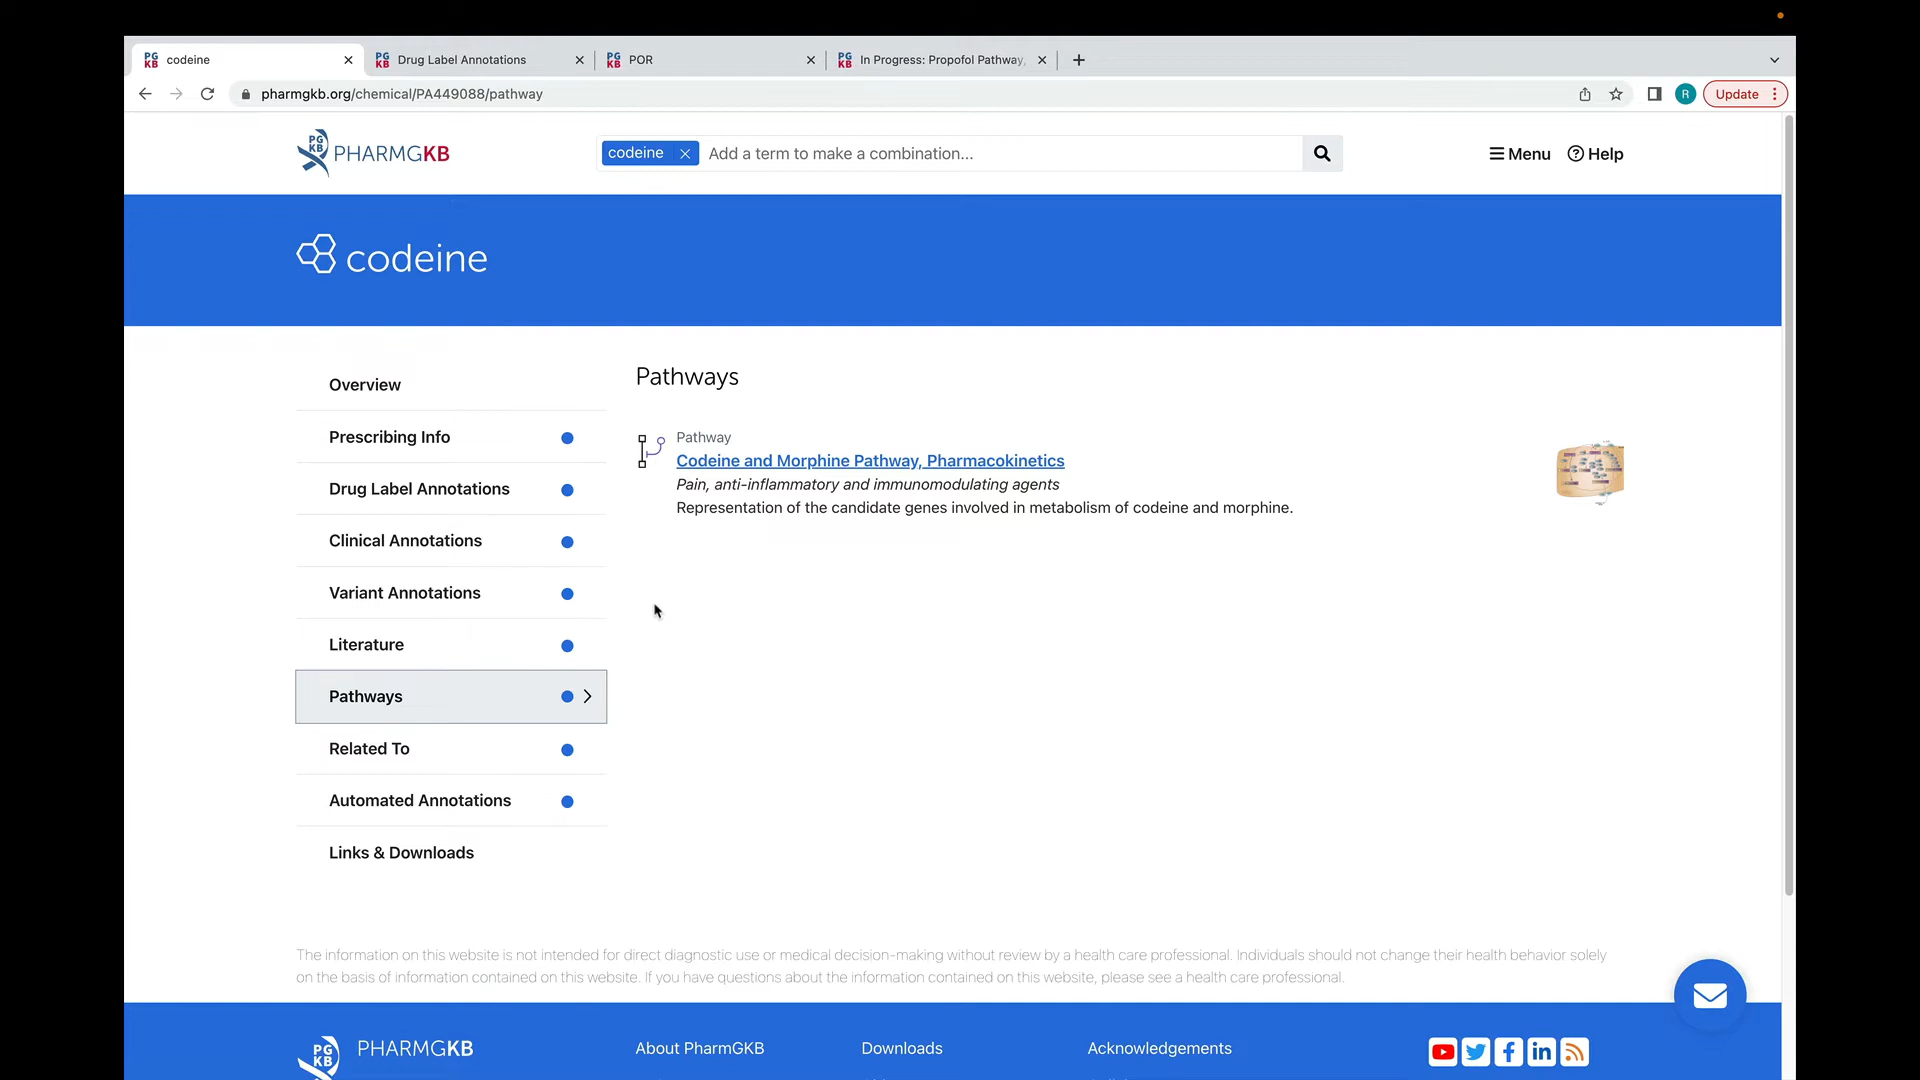 codeine
Drug Label Annotations
POR
In Progress: Propofol Pathway,
pharmgkb.org/chemical/PA449088/pathway
R
Update
PHARMGKB
codeine
Add a term to make a combination...
Menu
Help
codeine
Overview
Prescribing Info
Drug Label Annotations
Clinical Annotations
Variant Annotations
Literature
Pathways
Related To
Automated Annotations
Links & Downloads
Pathways
Pathway
Codeine and Morphine Pathway, Pharmacokinetics
Pain, anti-inflammatory and immunomodulating agents
Representation of the candidate genes involved in metabolism of codeine and morphine.
The information on this website is not intended for direct diagnostic use or medical decision-making without review by a health care professional. Individuals should not change their health behavior solely
on the basis of information contained on this website. If you have questions about the information contained on this website, please see a health care professional.
PG
KB
PHARMGKB
About PharmGKB
Downloads
Acknowledgements